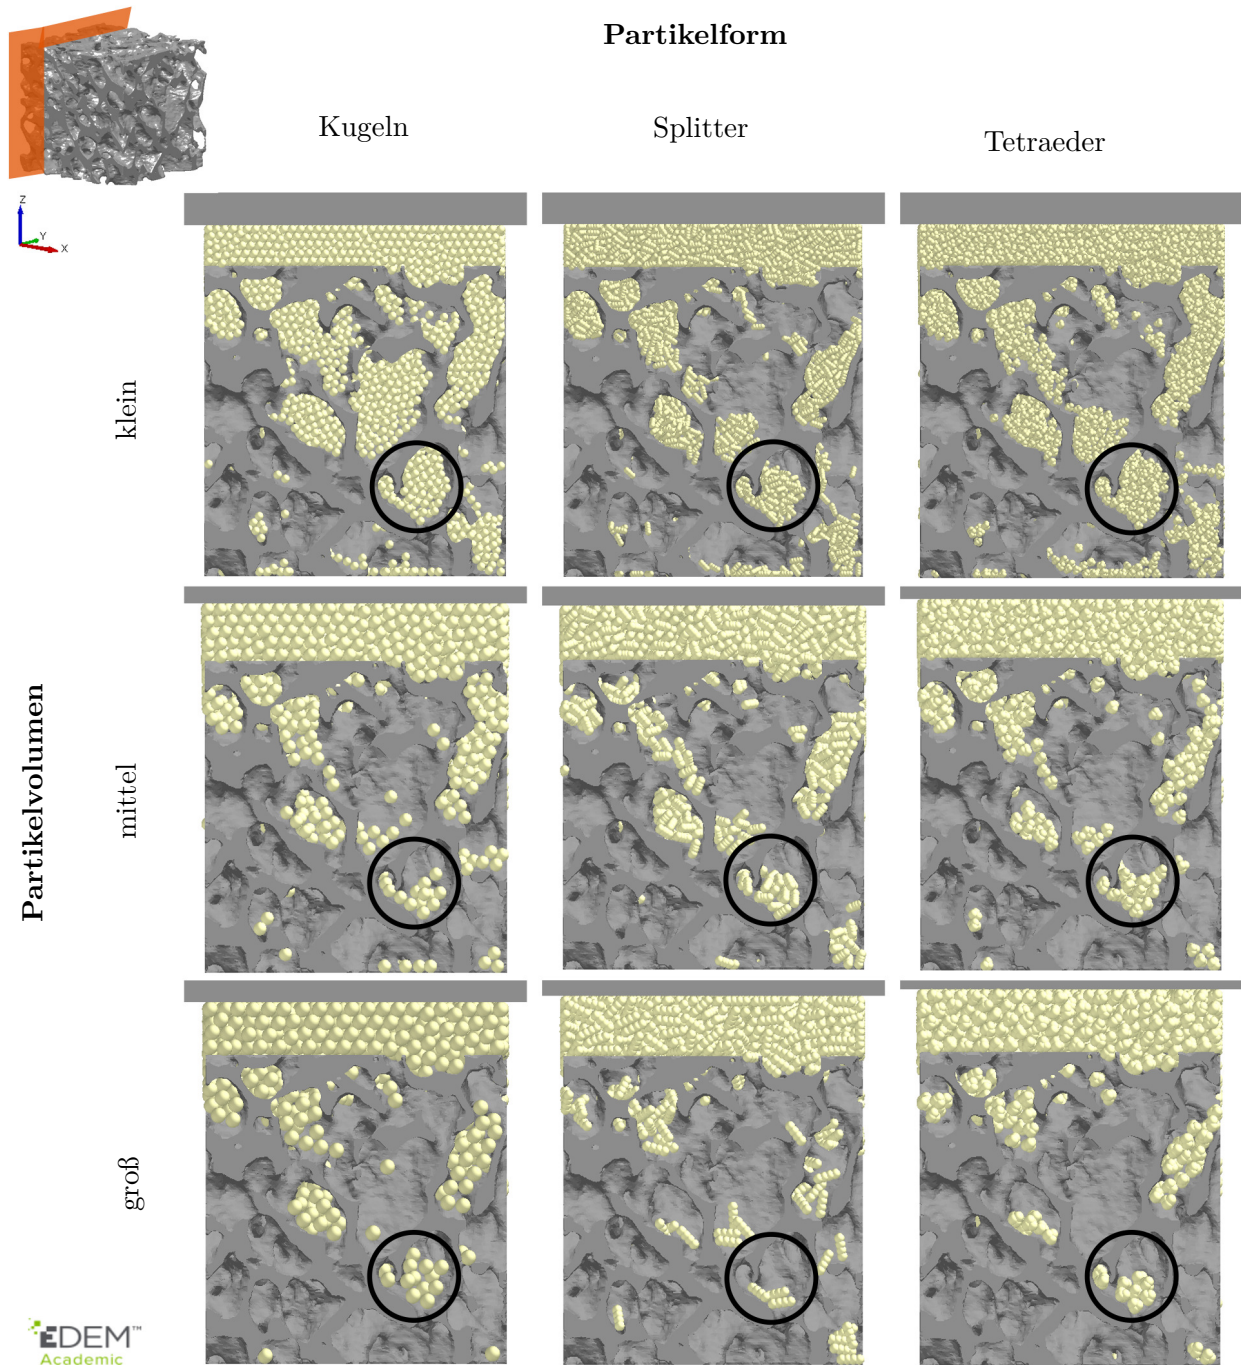 Partikelform
Kugeln
Splitter
Tetraeder
Z
Y
X
klein
Partikelvolumen
mittel
groß
EDEM™
Academic